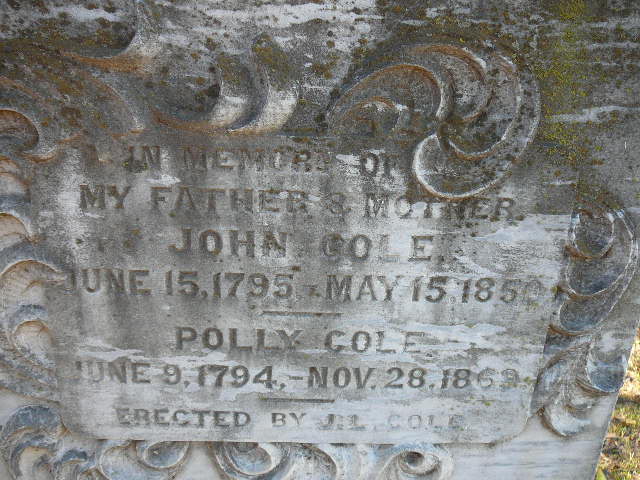 IN MEMORY OF
MY FATHER & MOTHER
JOHN COLE
JUNE 15, 1795 - MAY 15, 1850
POLLY COLE
JUNE 9, 1794, - NOV. 28, 1869.
ERECTED BY J. L. COLE